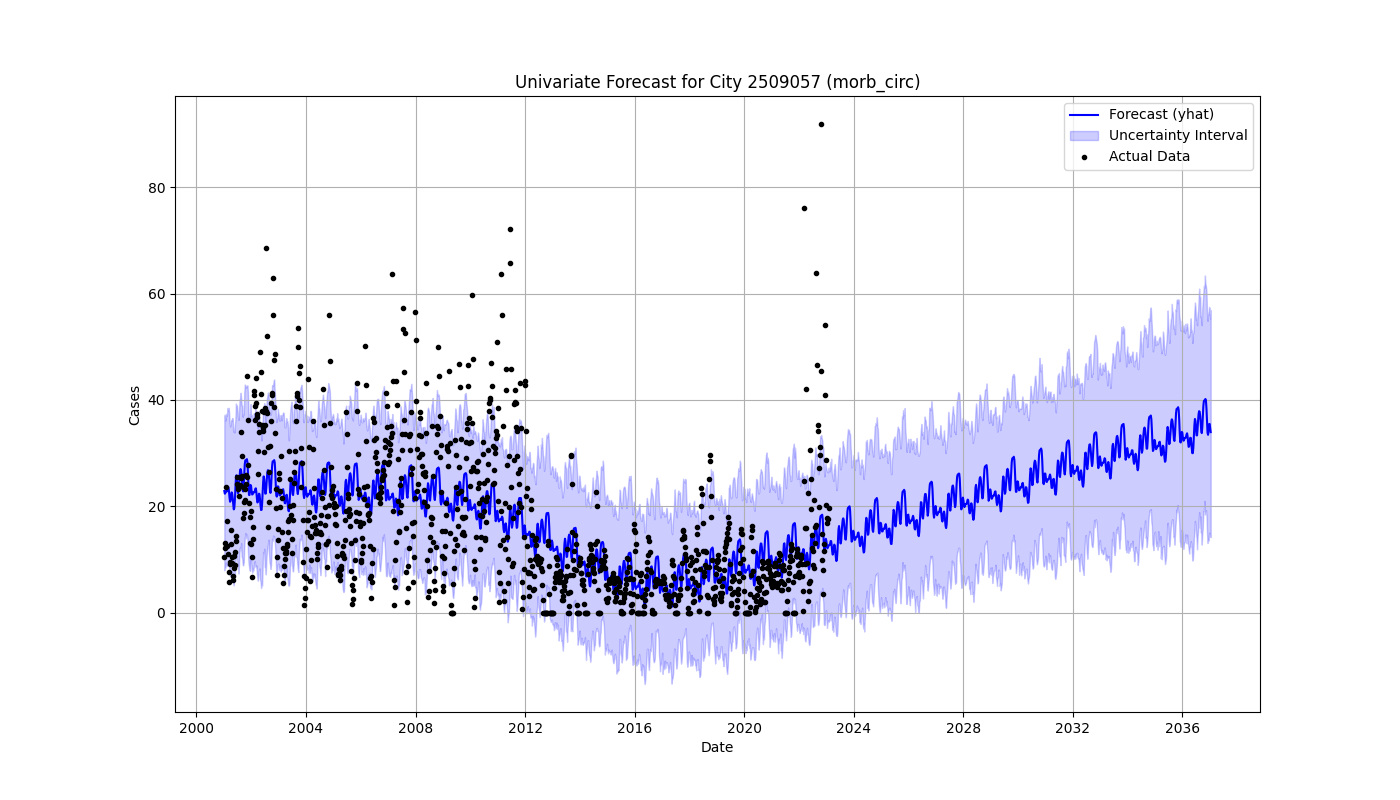 Univariate Forecast for City 2509057 (morb_circ)
Forecast (yhat)
Uncertainty Interval
Actual Data
Cases
80
60
40
20
0
2000 2004 2008 2012 2016 2020 2024 2028 2032 2036
Date